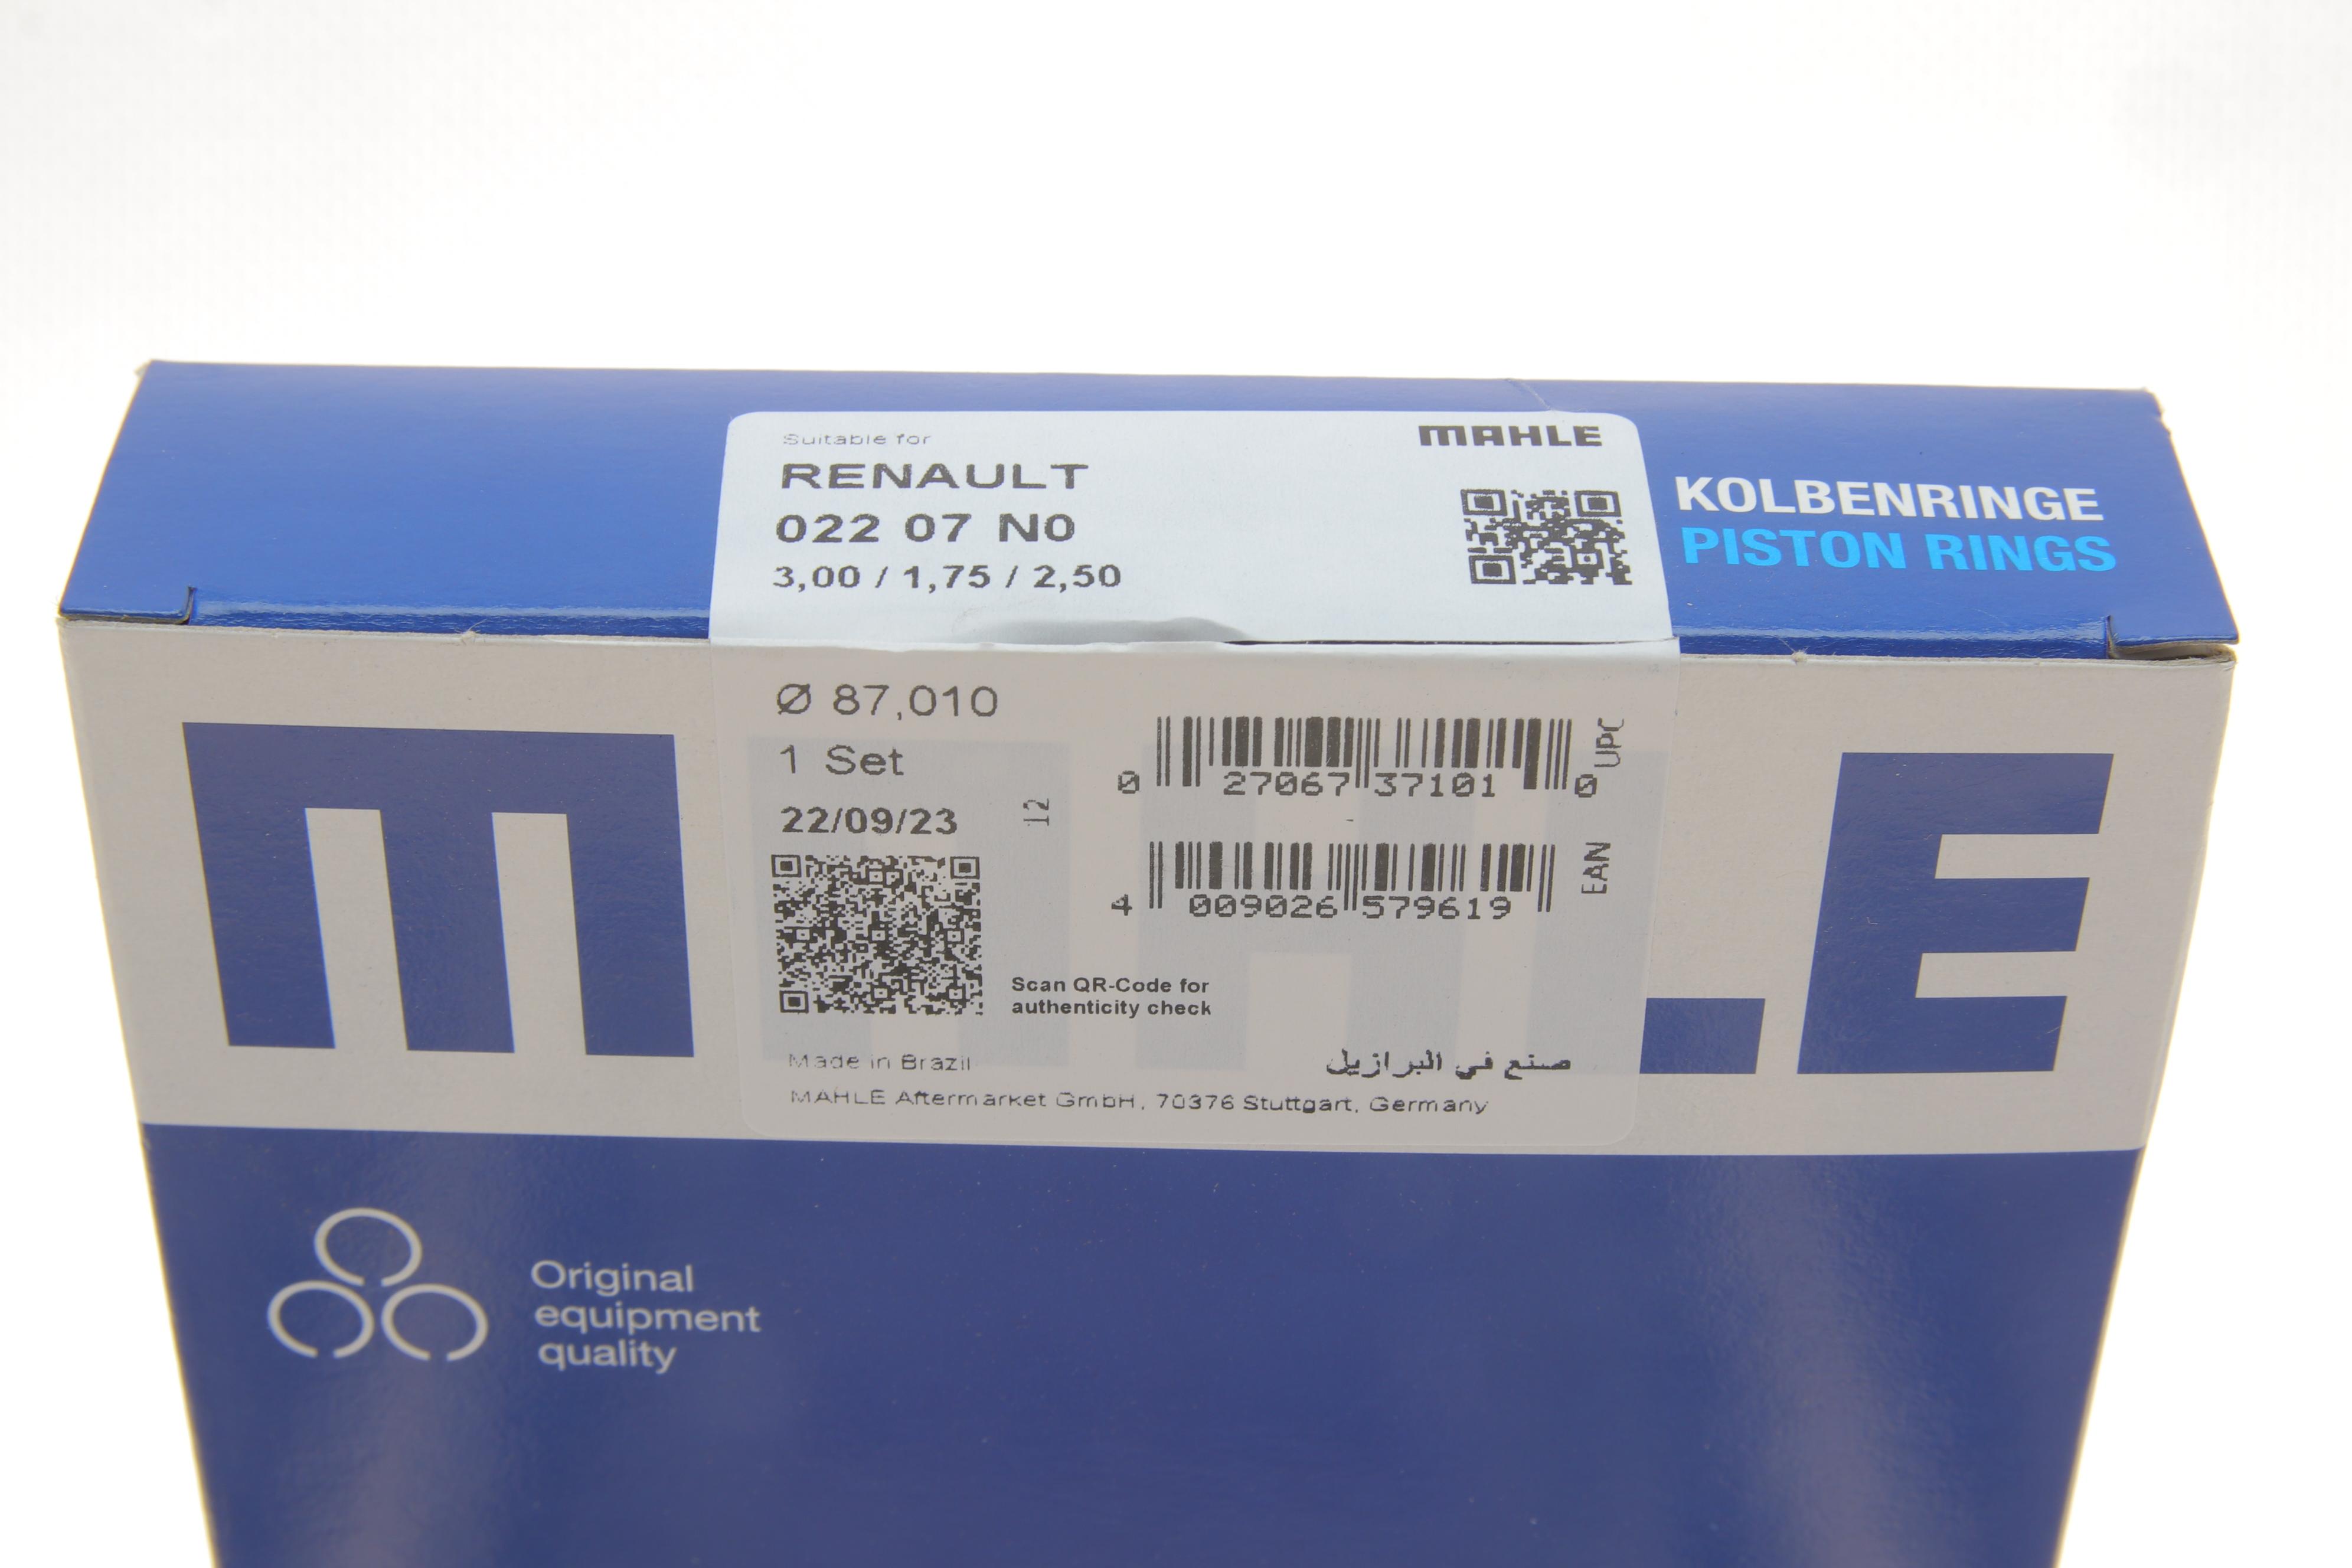 Suitable for
MAHLE
RENAULT
022 07 N0
3,00 / 1,75 / 2,50
KOLBENRINGE
PISTON RINGS
Ø 87,010
1 Set
22/09/23
12
0 27067 37101 0
UPC
4 009026 579619
EAN
Scan QR-Code for
authenticity check
Made in Brazil
صنع في البرازيل
MAHLE Aftermarket GmbH, 70376 Stuttgart, Germany
MAHLE
Original
equipment
quality